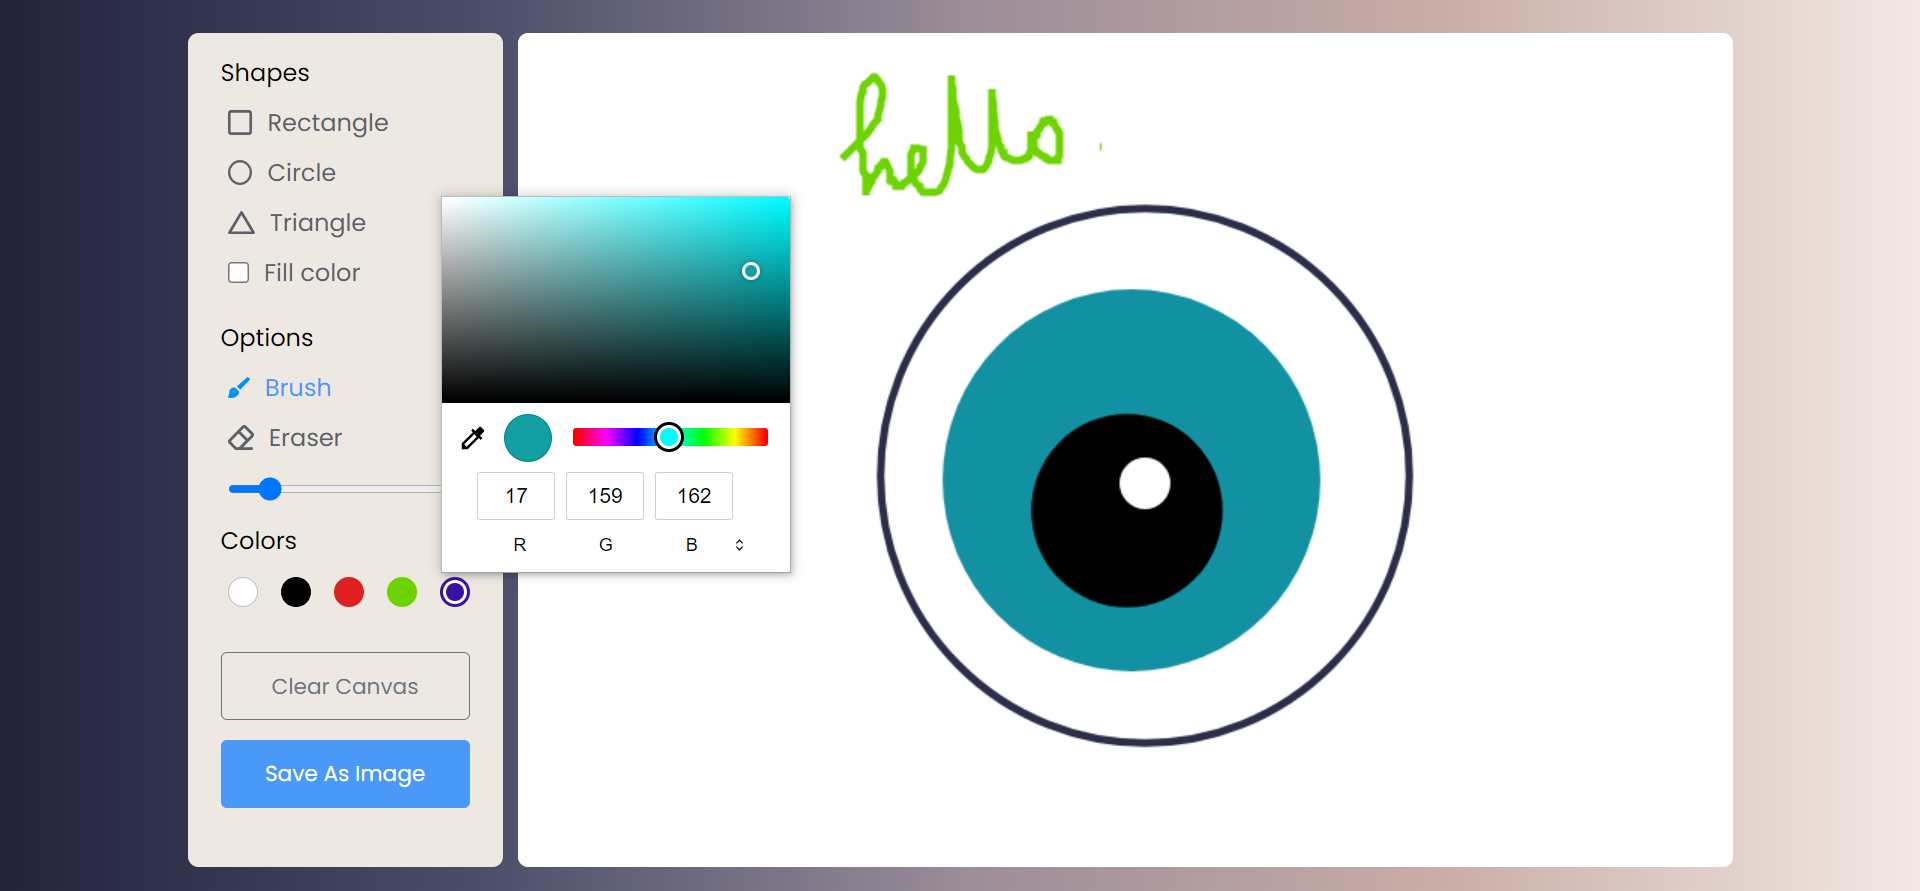 Shapes
Rectangle
Circle
Triangle
Fill color
Options
Brush
Eraser
17 159 162
R G B
Colors
Clear Canvas
Save As Image
hello